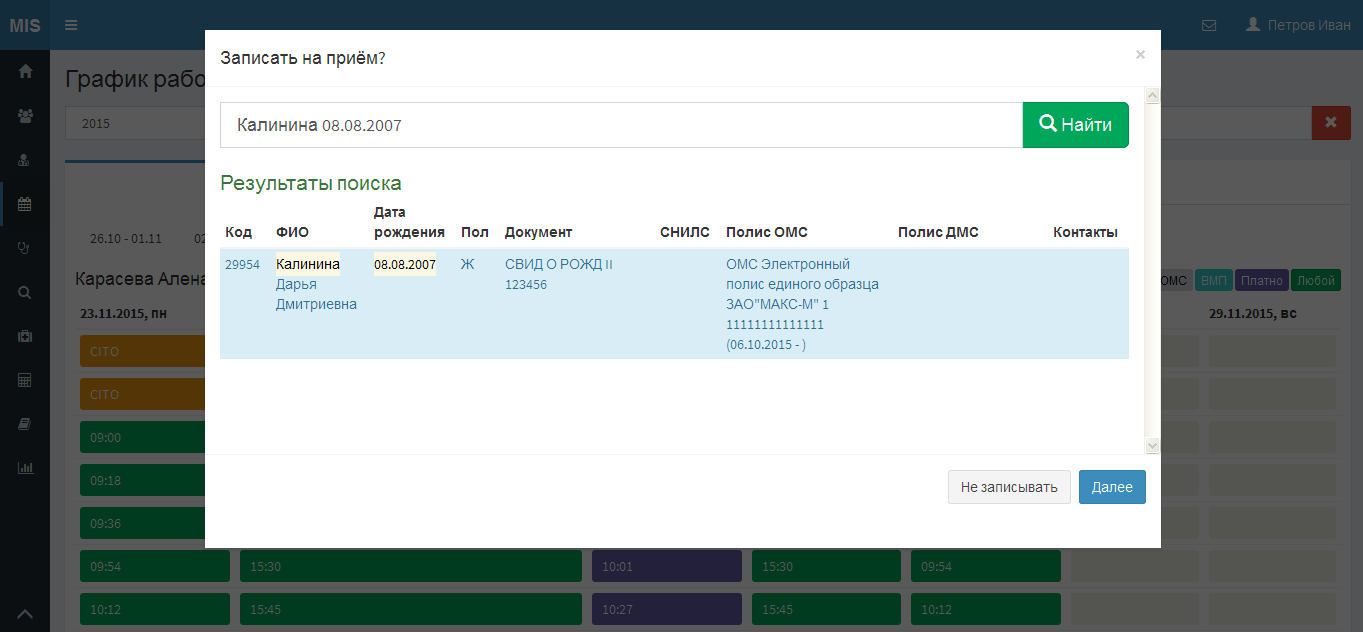 MIS
Петров Иван
График рабо
2015
26.10 - 01.11
02
Карасева Алена
ОМС ВМП Платно Любой
23.11.2015, пн
29.11.2015, вс
CITO
CITO
09:00
09:18
09:36
09:54 15:30 10:01 15:30 09:54
10:12 15:45 10:27 15:45 10:12
Записать на приём?
×
Калинина 08.08.2007
Найти
Результаты поиска
Код ФИО Дата рождения Пол Документ СНИЛС Полис ОМС Полис ДМС Контакты
29954 Калинина 08.08.2007 Ж СВИД О РОЖД II ОМС Электронный
Дарья 123456 полис единого образца
Дмитриевна ЗАО"МАКС-М" 1
11111111111111
(06.10.2015 - )
Не записывать
Далее